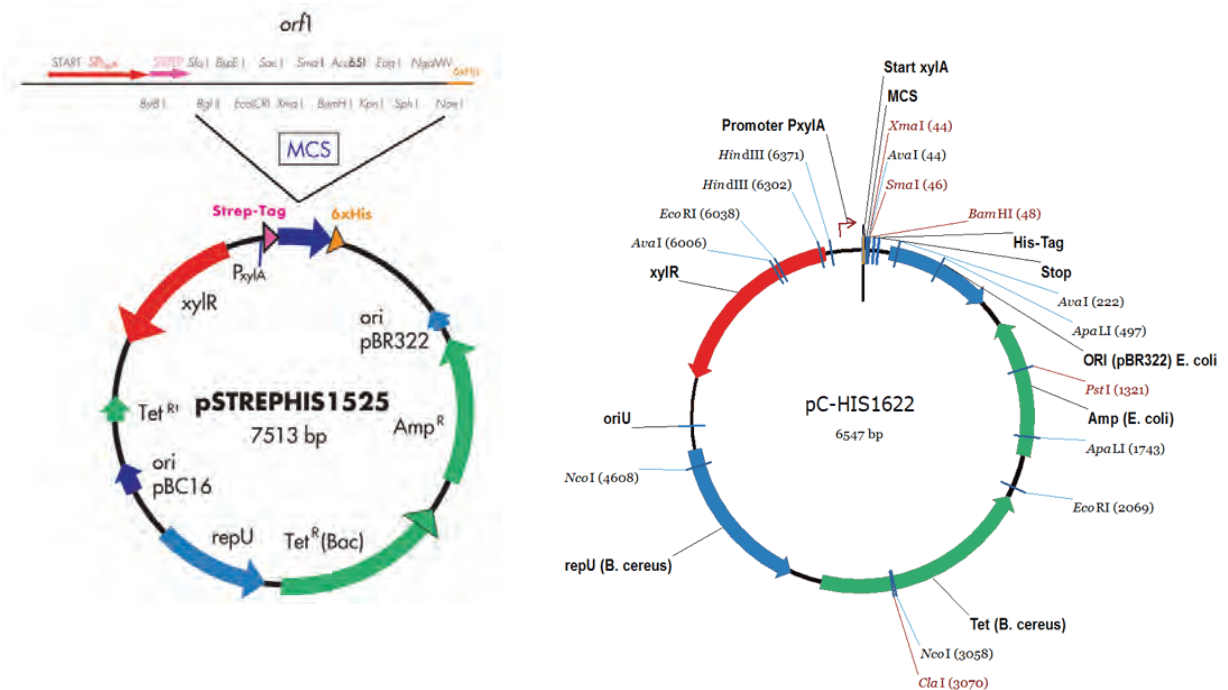 orf1
START
STREP
Sfo I BspE I Sac I Sma I Acc65I Eag I NgoMIV
6xHis
BsrB I Bgl II Ecol(CRI Xma I BamH I Kpn I Sph I Nae I
MCS
Strep-Tag
6xHis
PxylA
xylR
ori
pBR322
pSTREPHIS1525
7513 bp
Tet R!
Amp R
ori
pBC16
repU
Tet R (Bac)
Start xylA
MCS
XmaI (44)
Promoter PxylA
HindIII (6371)
AvaI (44)
HindIII (6302)
SmaI (46)
EcoRI (6038)
BamHI (48)
His-Tag
AvaI (6006)
Stop
xylR
AvaI (222)
ApaLI (497)
ORI (pBR322) E. coli
PstI (1321)
pC-HIS1622
6547 bp
Amp (E. coli)
oriU
ApaLI (1743)
NcoI (4608)
EcoRI (2069)
repU (B. cereus)
Tet (B. cereus)
NcoI (3058)
ClaI (3070)